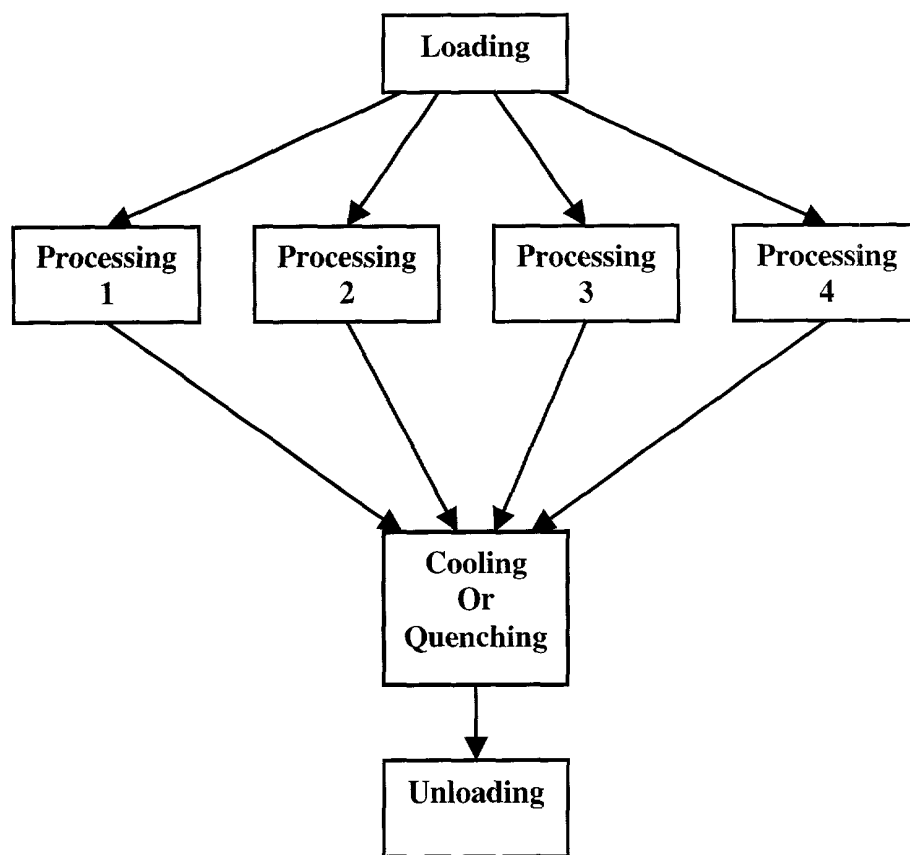 Loading
Processing
1
Processing
2
Processing
3
Processing
4
Cooling
Or
Quenching
Unloading